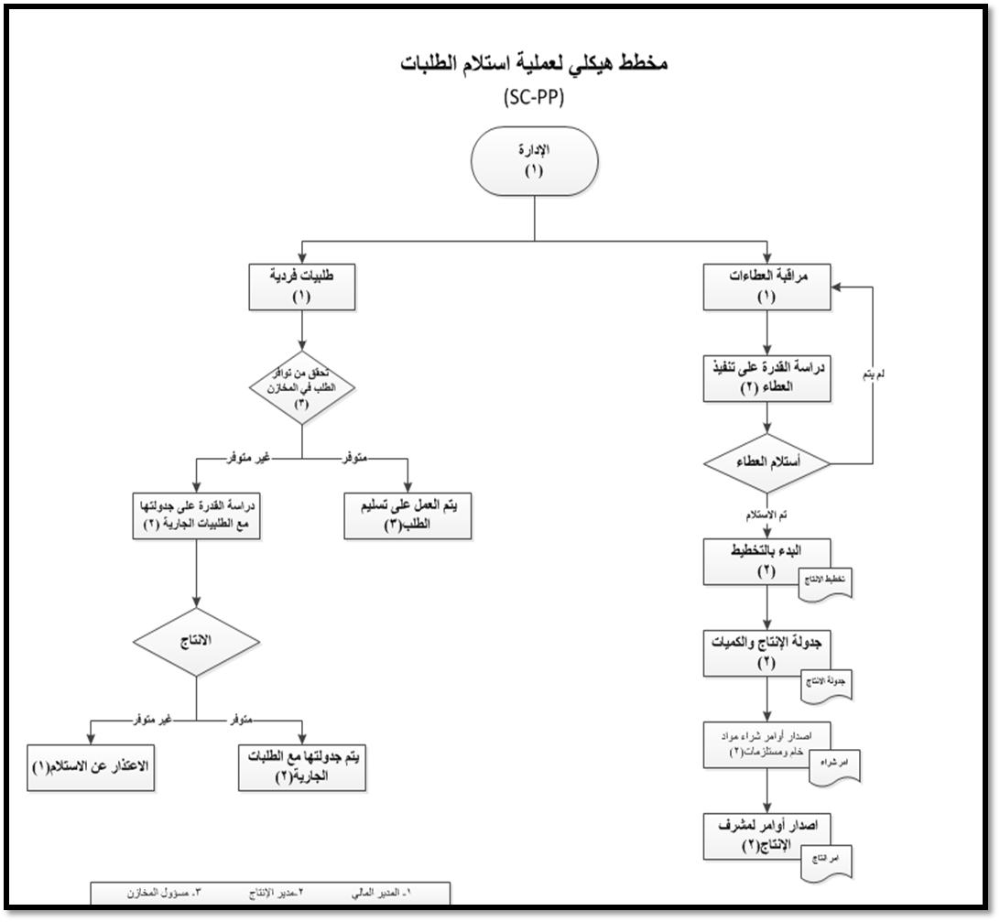 مخطط هيكلي لعملية استلام الطلبات
(SC-PP)
الإدارة
(١)
مراقبة العطاءات
(١)
دراسة القدرة على تنفيذ
العطاء (٢)
أستلام العطاء
لم يتم
تم الاستلام
البدء بالتخطيط
(٢)
تخطيط الانتاج
جدولة الإنتاج والكميات
(٢)
جدولة الانتاج
اصدار أوامر شراء مواد
خام ومستلزمات(٢)
امر شراء
اصدار أوامر لمشرف
الإنتاج(٢)
امر انتاج
طلبيات فردية
(١)
تحقق من توافر
الطلب في المخازن
(٣)
متوفر
غير متوفر
يتم العمل على تسليم
الطلب(٣)
دراسة القدرة على جدولتها
مع الطلبيات الجارية (٢)
الانتاج
متوفر
غير متوفر
يتم جدولتها مع الطلبات
الجارية(٢)
الاعتذار عن الاستلام(١)
١- المدير المالي ٢-مدير الإنتاج ٣- مسؤول المخازن